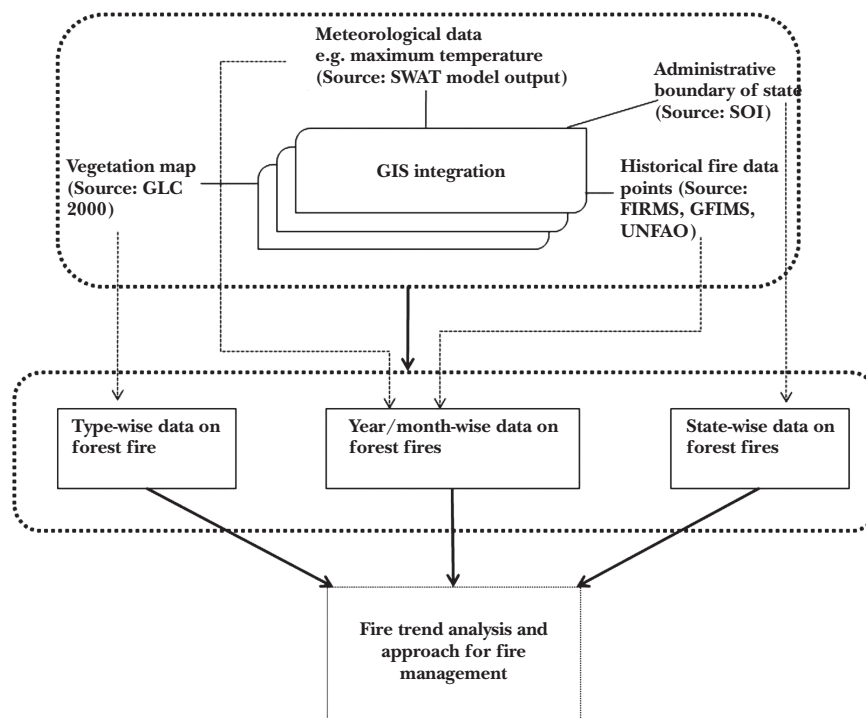 Meteorological data
e.g. maximum temperature
(Source: SWAT model output)
Administrative
boundary of state
(Source: SOI)
Vegetation map
(Source: GLC
2000)
GIS integration
Historical fire data
points (Source:
FIRMS, GFIMS,
UNFAO)
Type-wise data on
forest fire
Year/month-wise data on
forest fires
State-wise data on
forest fires
Fire trend analysis and
approach for fire
management